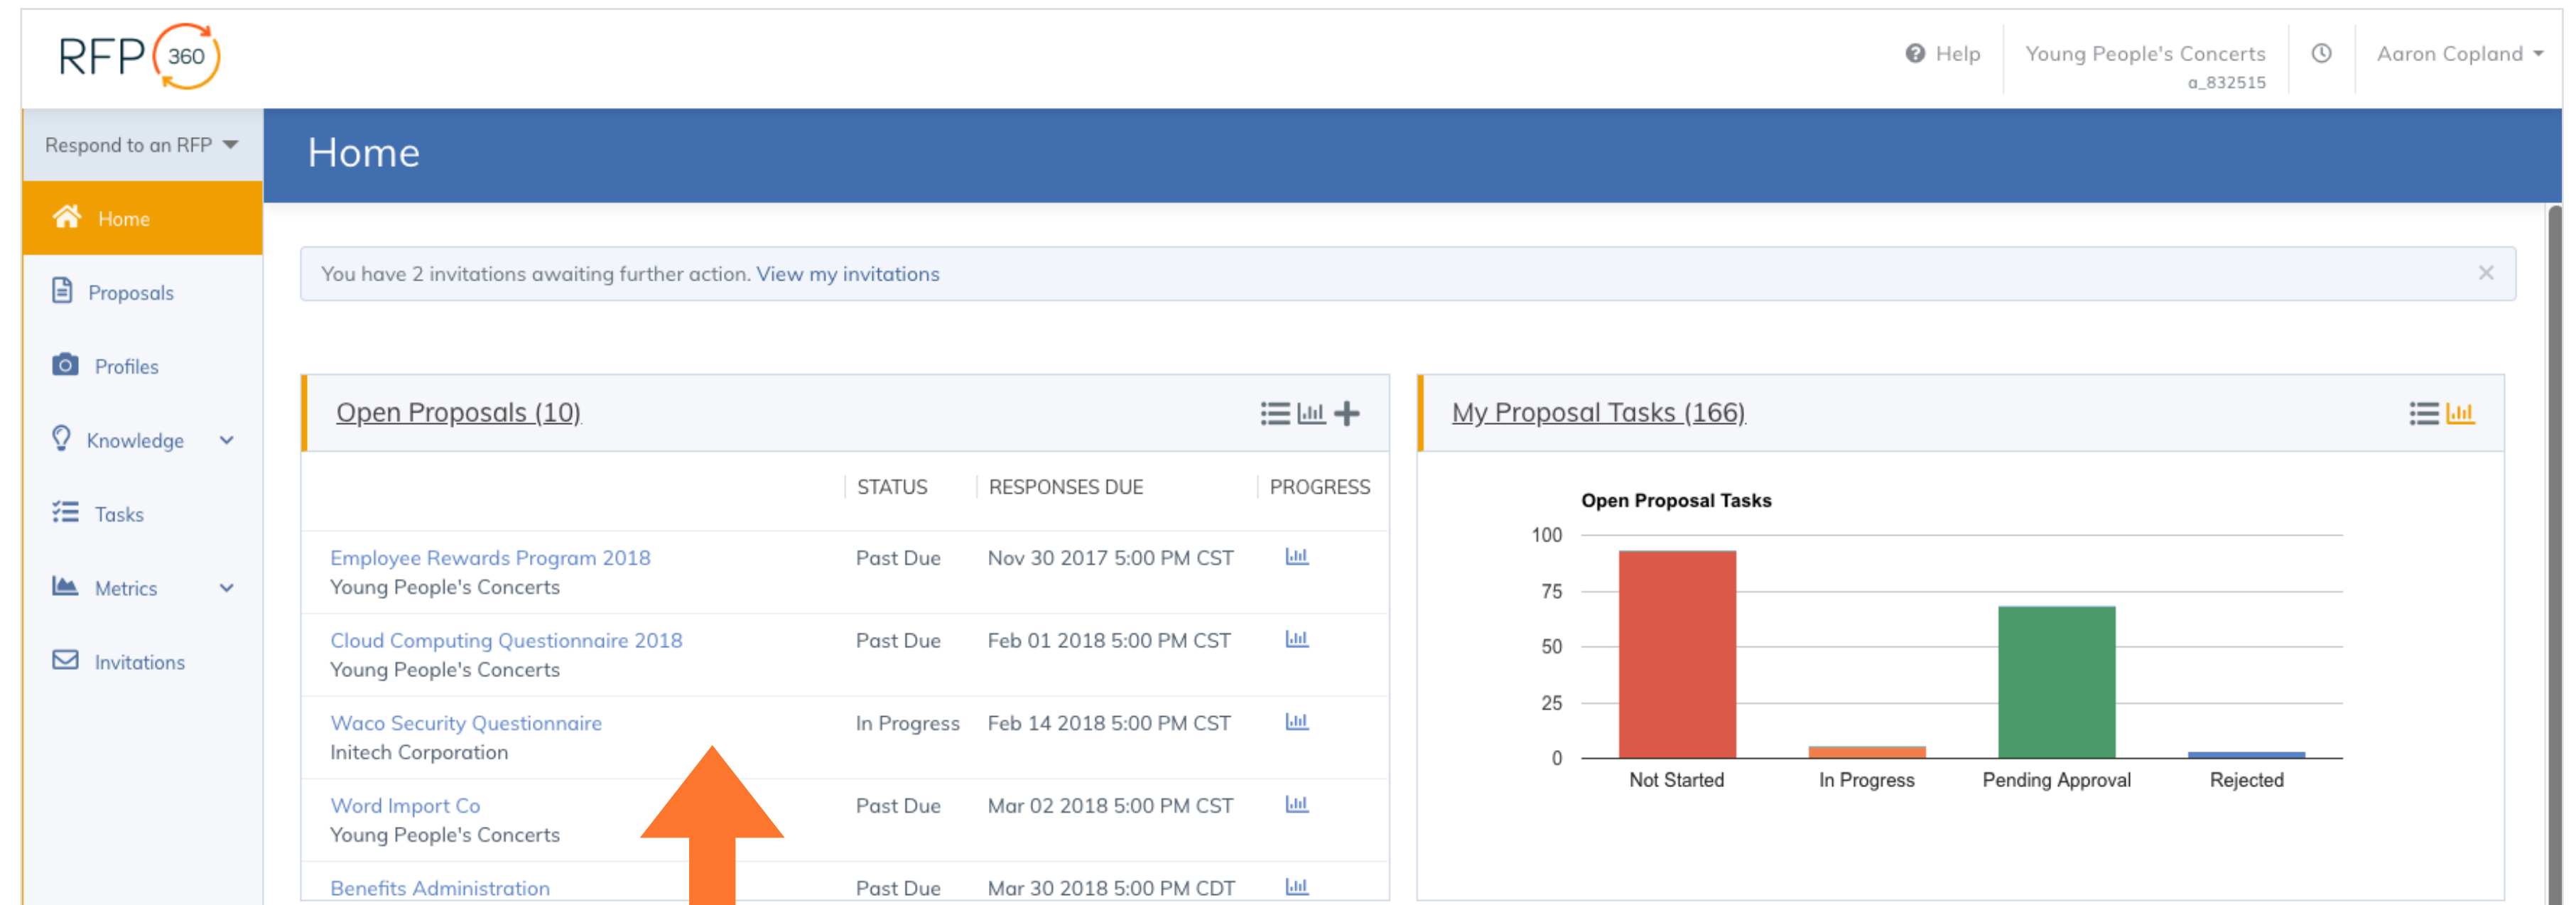 RFP 360
Help
Young People's Concerts
a_832515
Aaron Copland
Respond to an RFP
Home
Home
Proposals
Profiles
Knowledge
Tasks
Metrics
Invitations
You have 2 invitations awaiting further action. View my invitations
Open Proposals (10)
STATUS RESPONSES DUE PROGRESS
Employee Rewards Program 2018 Past Due Nov 30 2017 5:00 PM CST
Young People's Concerts
Cloud Computing Questionnaire 2018 Past Due Feb 01 2018 5:00 PM CST
Young People's Concerts
Waco Security Questionnaire In Progress Feb 14 2018 5:00 PM CST
Initech Corporation
Word Import Co Past Due Mar 02 2018 5:00 PM CST
Young People's Concerts
Benefits Administration Past Due Mar 30 2018 5:00 PM CDT
My Proposal Tasks (166)
Open Proposal Tasks
100
75
50
25
0
Not Started In Progress Pending Approval Rejected